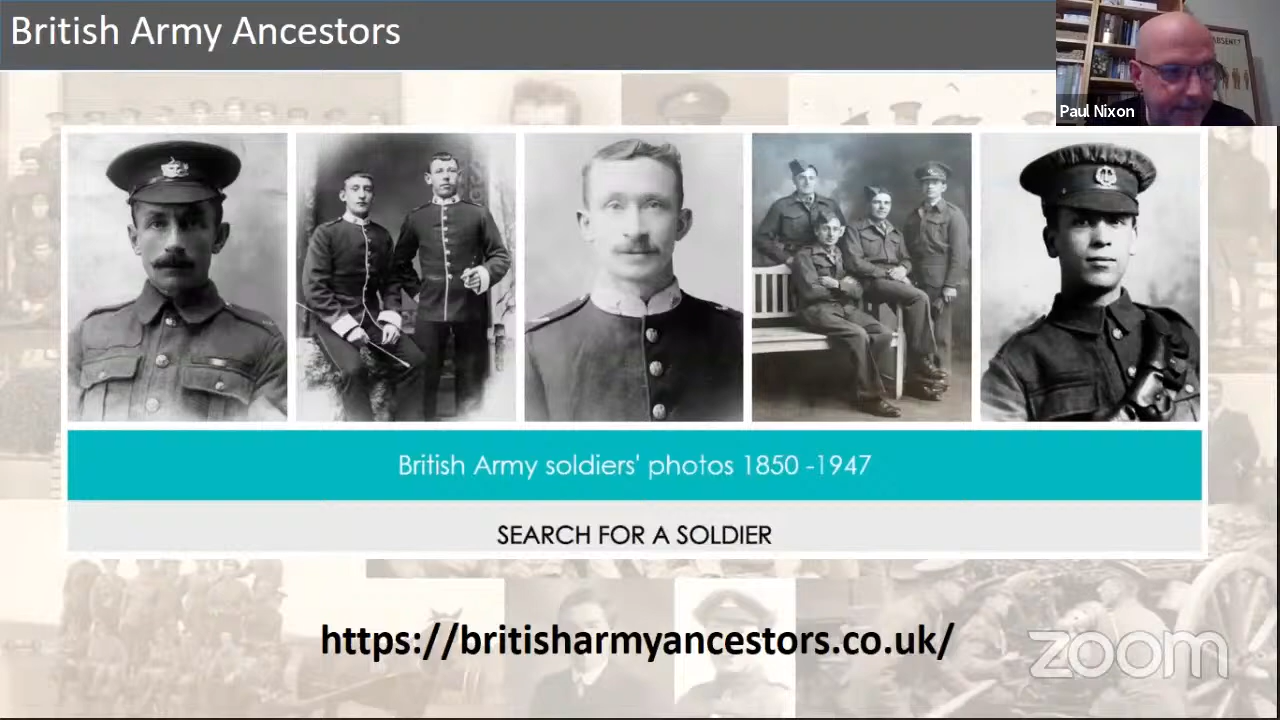 British Army Ancestors
ABSENT?
Paul Nixon
British Army soldiers' photos 1850 -1947
SEARCH FOR A SOLDIER
https://britisharmyancestors.co.uk/
zoom